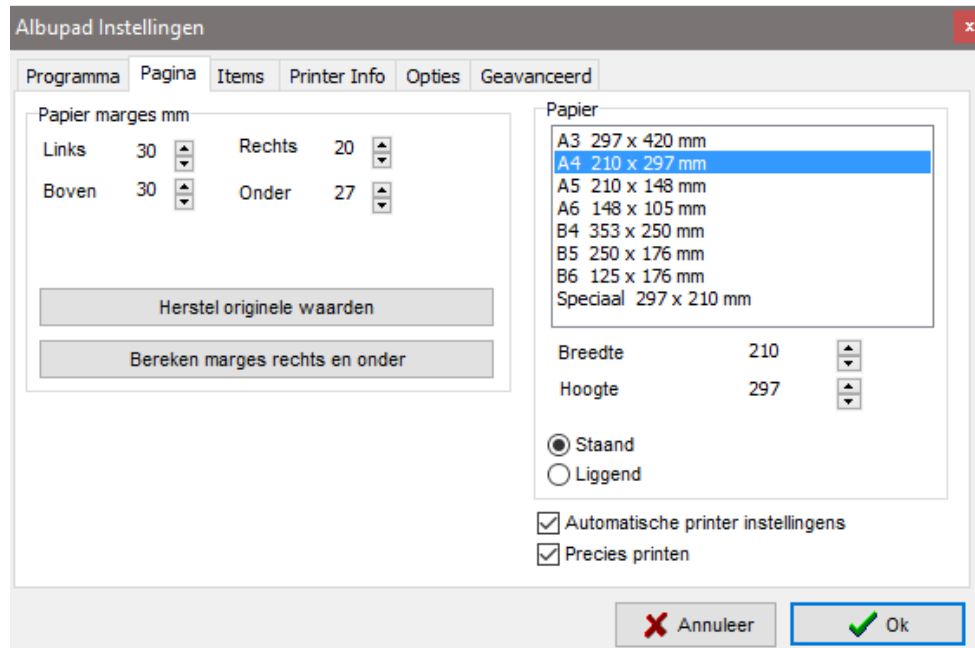 Albupad Instellingen
x
Programma Pagina Items Printer Info Opties Geavanceerd
Papier marges mm
Links 30 Rechts 20
Boven 30 Onder 27
Herstel originele waarden
Bereken marges rechts en onder
Papier
A3 297 x 420 mm
A4 210 x 297 mm
A5 210 x 148 mm
A6 148 x 105 mm
B4 353 x 250 mm
B5 250 x 176 mm
B6 125 x 176 mm
Speciaal 297 x 210 mm
Breedte 210
Hoogte 297
Staand
Liggend
Automatische printer instellingens
Precies printen
Annuleer Ok